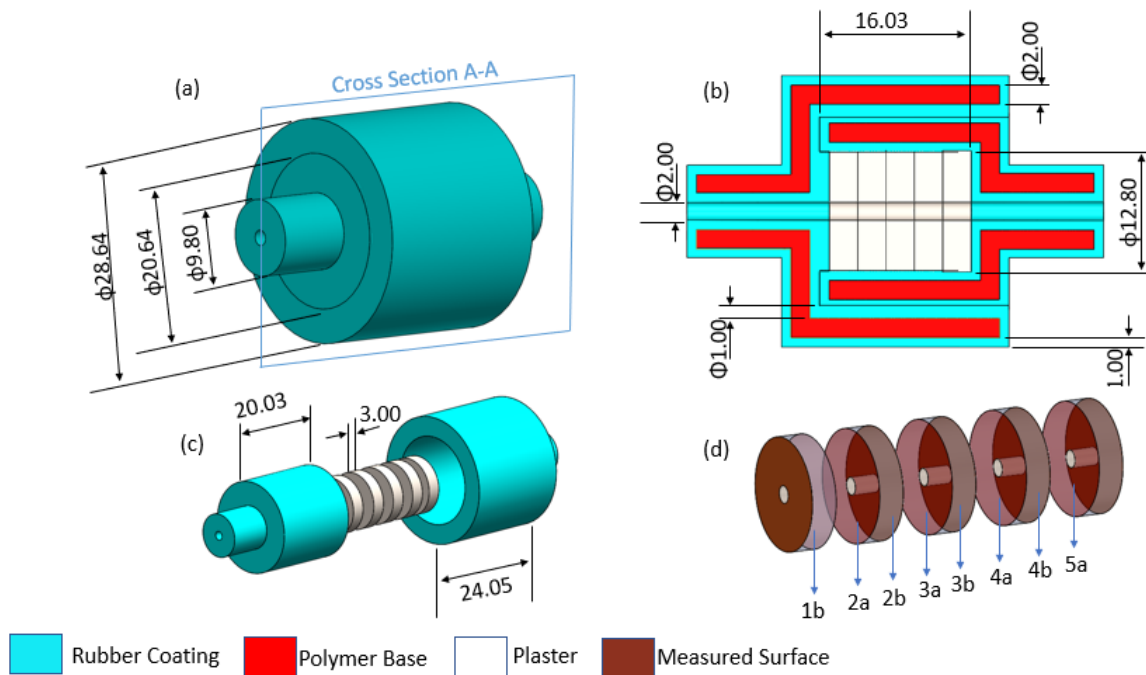 (a)
Cross Section A-A
ϕ28.64
ϕ20.64
ϕ9.80
(b)
16.03
Φ2.00
Φ2.00
Φ12.80
Φ1.00
1.00
(c)
20.03
3.00
24.05
(d)
1b
2a
2b
3a
3b
4a
4b
5a
Rubber Coating
Polymer Base
Plaster
Measured Surface